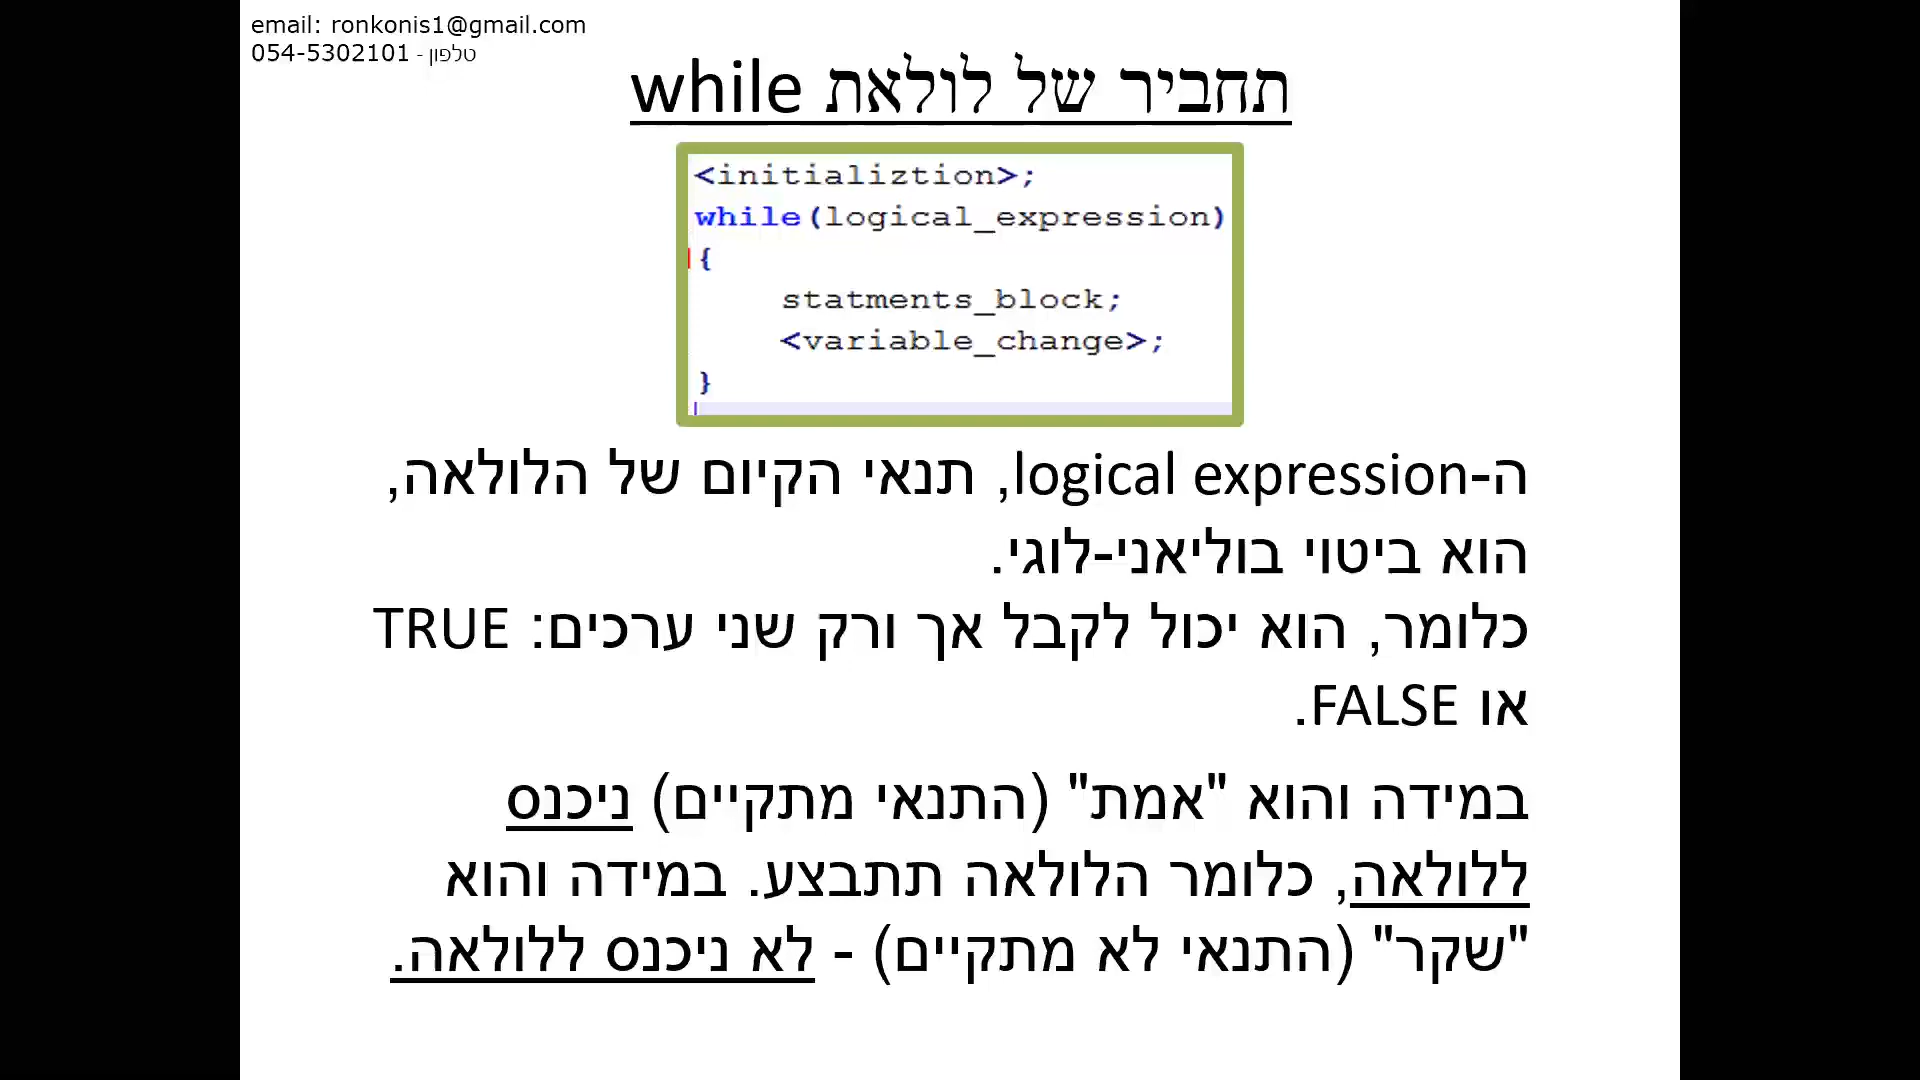 email: ronkonis1@gmail.com
טלפון - 054-5302101
תחביר של לולאת while
<initializtion>;
while(logical_expression)
{
statments_block;
<variable_change>;
}
ה-logical expression, תנאי הקיום של הלולאה,
הוא ביטוי בוליאני-לוגי.
כלומר, הוא יכול לקבל אך ורק שני ערכים: TRUE
או FALSE.
במידה והוא "אמת" (התנאי מתקיים) ניכנס
ללולאה, כלומר הלולאה תתבצע. במידה והוא
"שקר" (התנאי לא מתקיים) - לא ניכנס ללולאה.